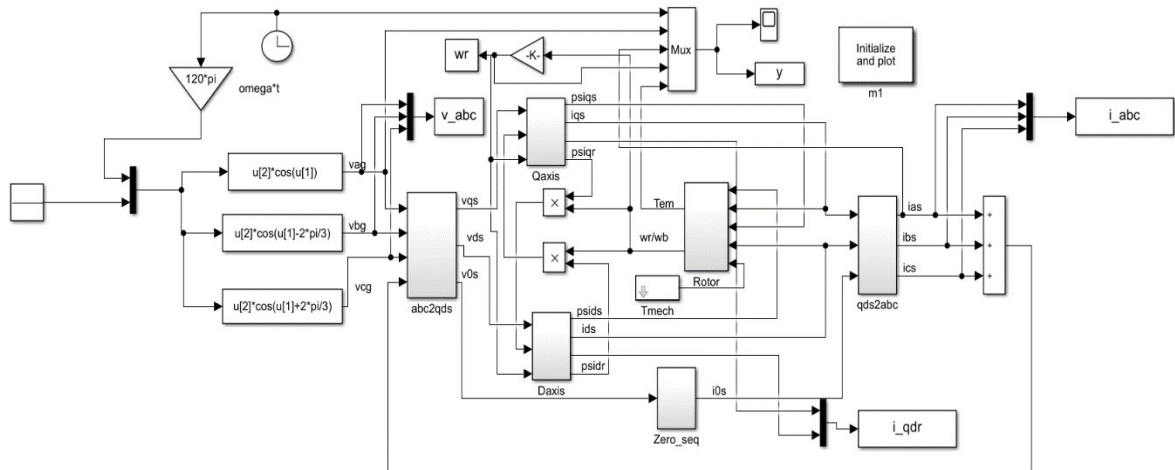 120*pi
omega*t
wr
-K-
Mux
y
Initialize
and plot
m1
v_abc
i_abc
psiqs
iqs
psiqr
Qaxis
u[2]*cos(u[1])
vag
u[2]*cos(u[1]-2*pi/3)
vbg
u[2]*cos(u[1]+2*pi/3)
vcg
vqs
vds
v0s
abc2qds
×
×
Tem
wr/wb
Rotor
Tmech
ias
ibs
ics
qds2abc
+
+
+
psids
ids
psidr
Daxis
i0s
Zero_seq
i_qdr